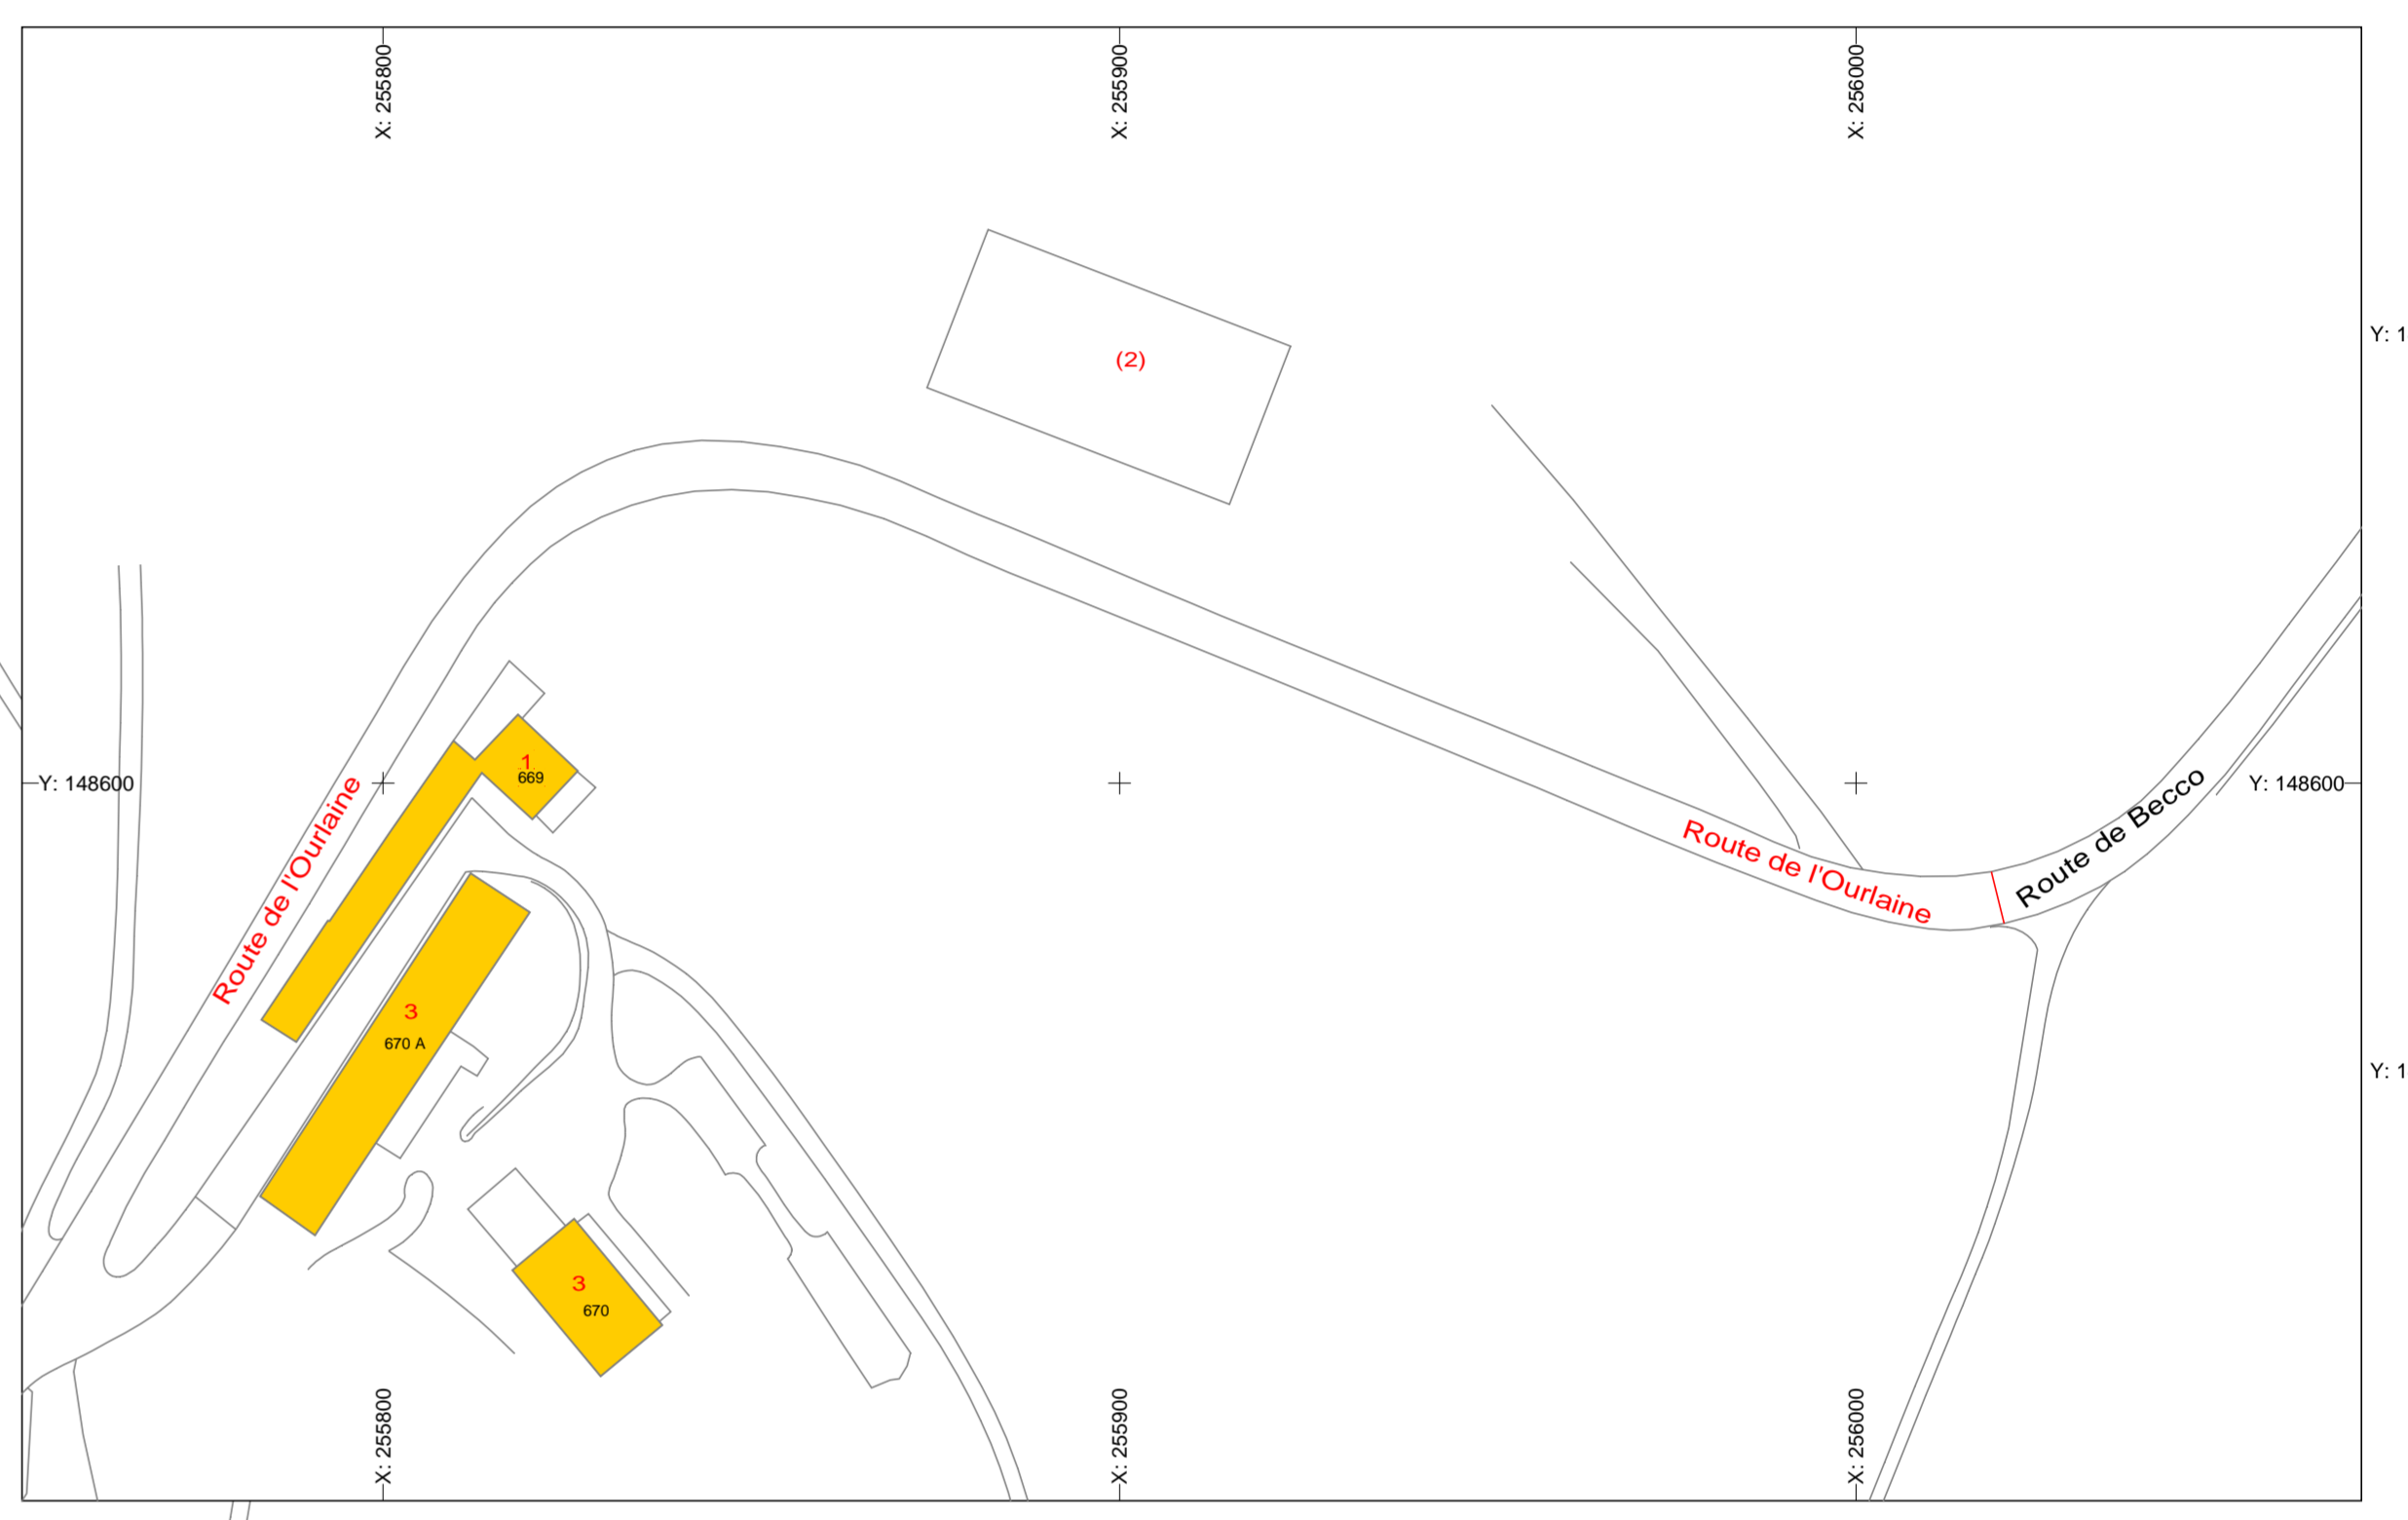 X: 255800
X: 255900
X: 256000
(2)
Y: 1
1
669
Y: 148600
Y: 148600
Route de l'Ourlaine
Route de l'Ourlaine
Route de Becco
3
670 A
Y: 1
3
670
X: 255800
X: 255900
X: 256000